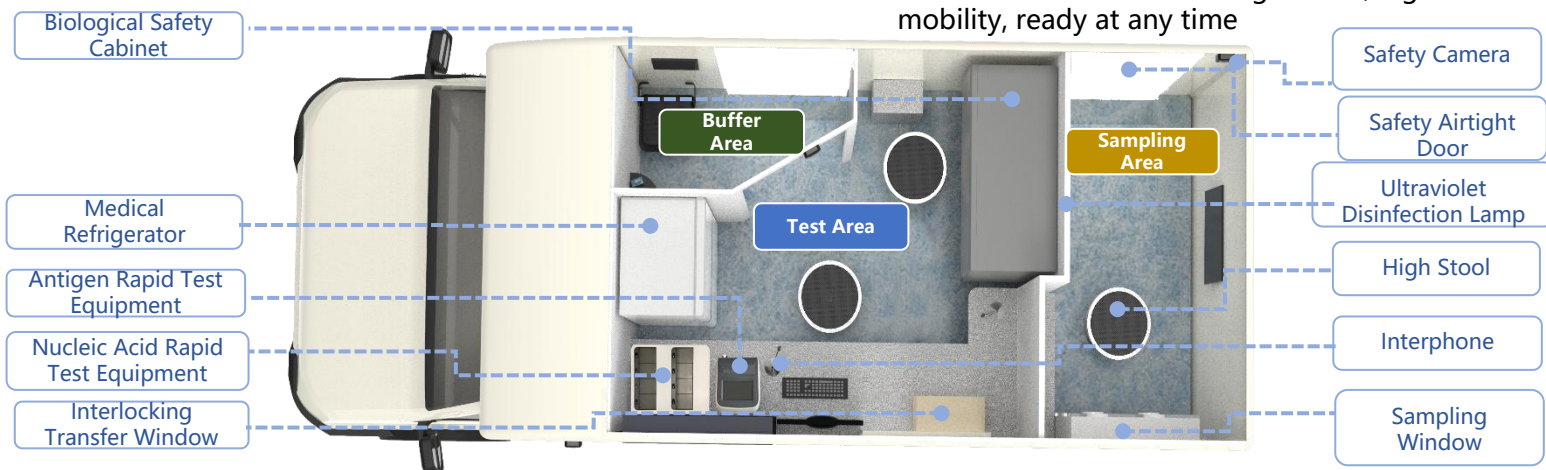 mobility, ready at any time
Biological Safety
Cabinet
Safety Camera
Buffer
Area
Sampling
Area
Safety Airtight
Door
Medical
Refrigerator
Test Area
Ultraviolet
Disinfection Lamp
Antigen Rapid Test
Equipment
High Stool
Nucleic Acid Rapid
Test Equipment
Interphone
Interlocking
Transfer Window
Sampling
Window